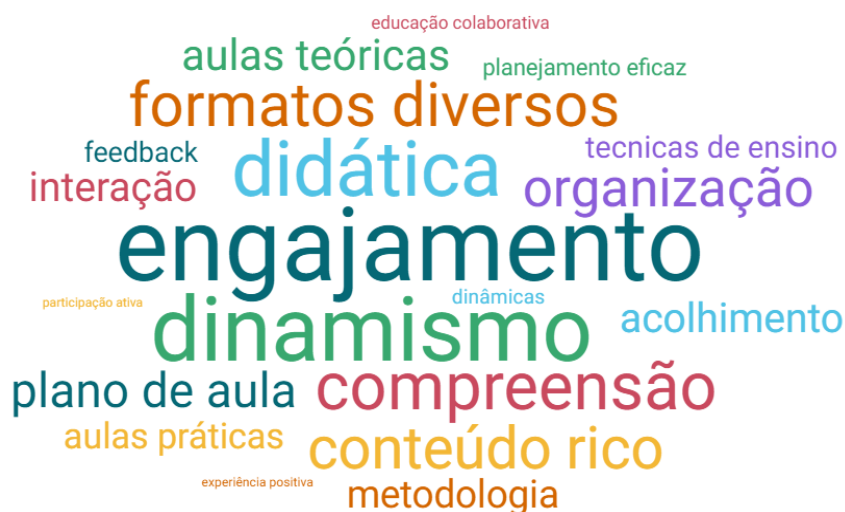 educação colaborativa
aulas teóricas
planejamento eficaz
formatos diversos
feedback
didática
tecnicas de ensino
interação
organização
engajamento
participação ativa
dinâmicas
dinamismo
acolhimento
plano de aula
compreensão
aulas práticas
conteúdo rico
experiência positiva
metodologia